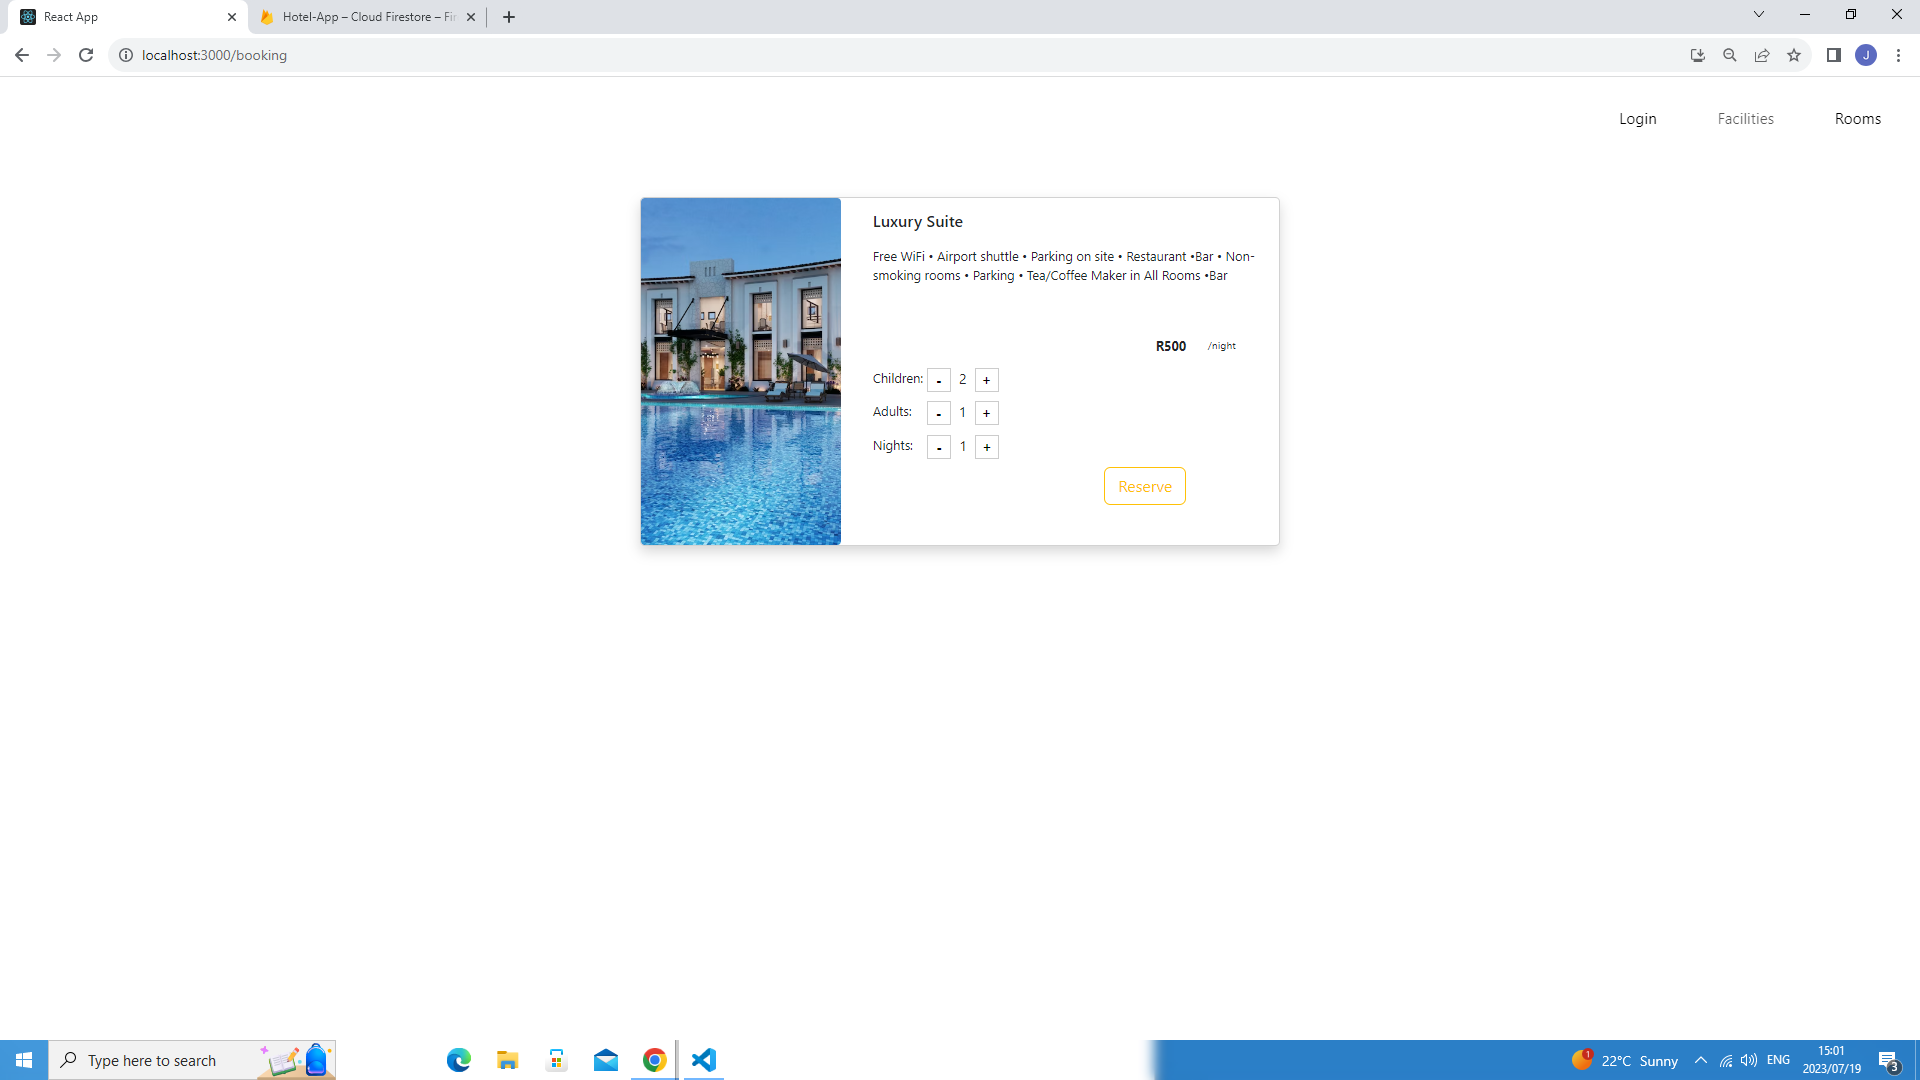 React App
Hotel-App – Cloud Firestore – Fir
localhost:3000/booking
J
Login
Facilities
Rooms
Luxury Suite
Free WiFi • Airport shuttle • Parking on site • Restaurant •Bar • Non-
smoking rooms • Parking • Tea/Coffee Maker in All Rooms •Bar
R500 /night
Children: - 2 +
Adults: - 1 +
Nights: - 1 +
Reserve
Type here to search
1
22°C Sunny
ENG
15:01
2023/07/19
3